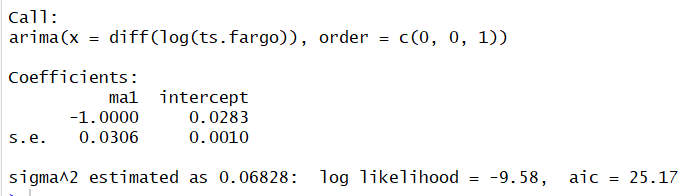 Call:
arima(x = diff(log(ts.fargo)), order = c(0, 0, 1))
Coefficients:
ma1 intercept
-1.0000 0.0283
s.e. 0.0306 0.0010
sigma^2 estimated as 0.06828: log likelihood = -9.58, aic = 25.17